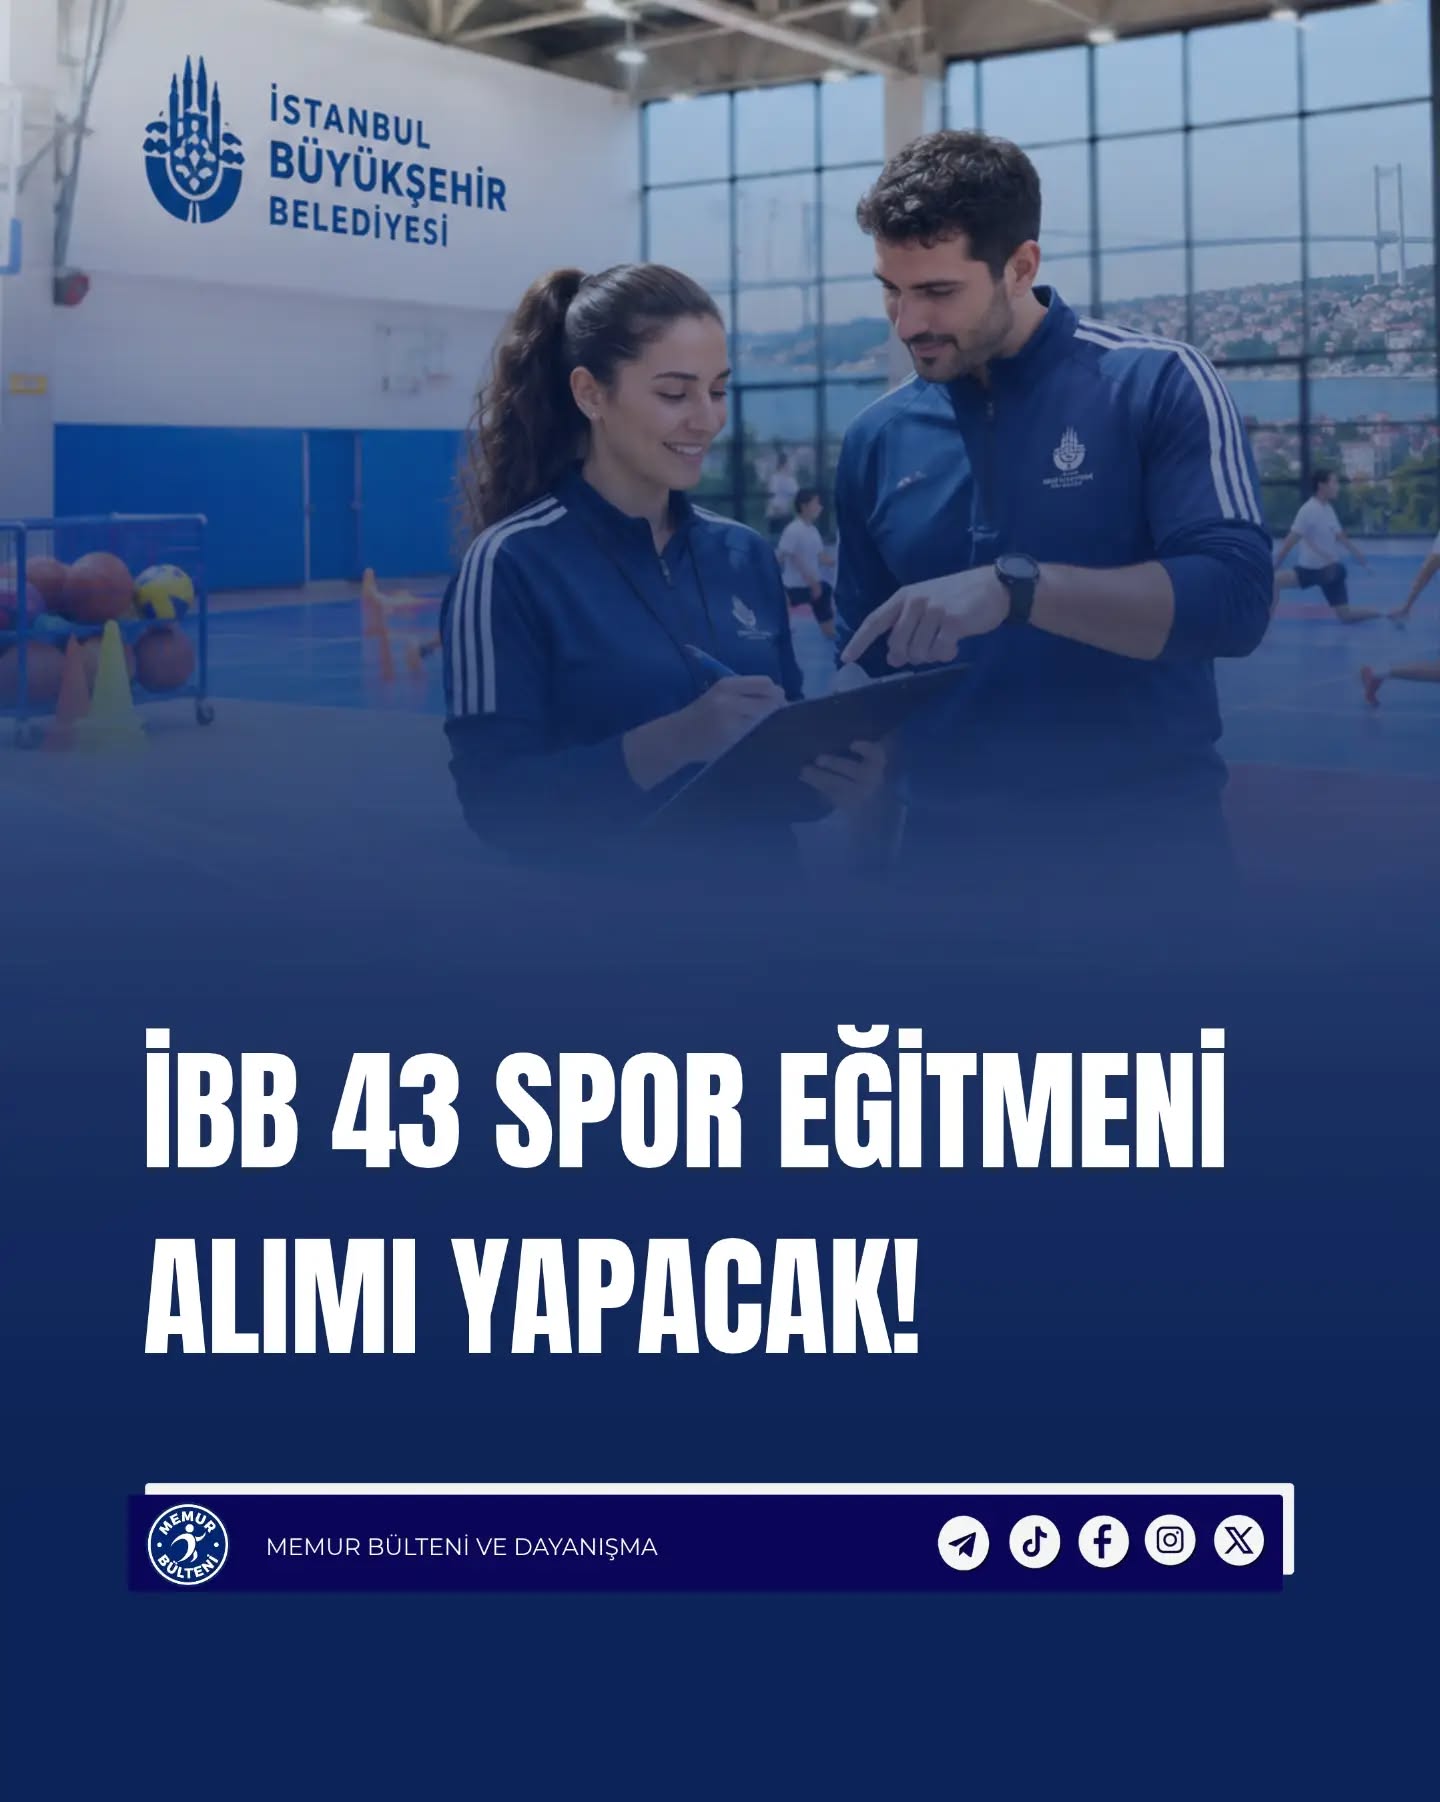 İSTANBUL
BÜYÜKŞEHİR
BELEDİYESİ
İBB 43 SPOR EĞİTMENİ
ALIMI YAPACAK!
MEMUR
BÜLTENİ
MEMUR BÜLTENİ VE DAYANIŞMA